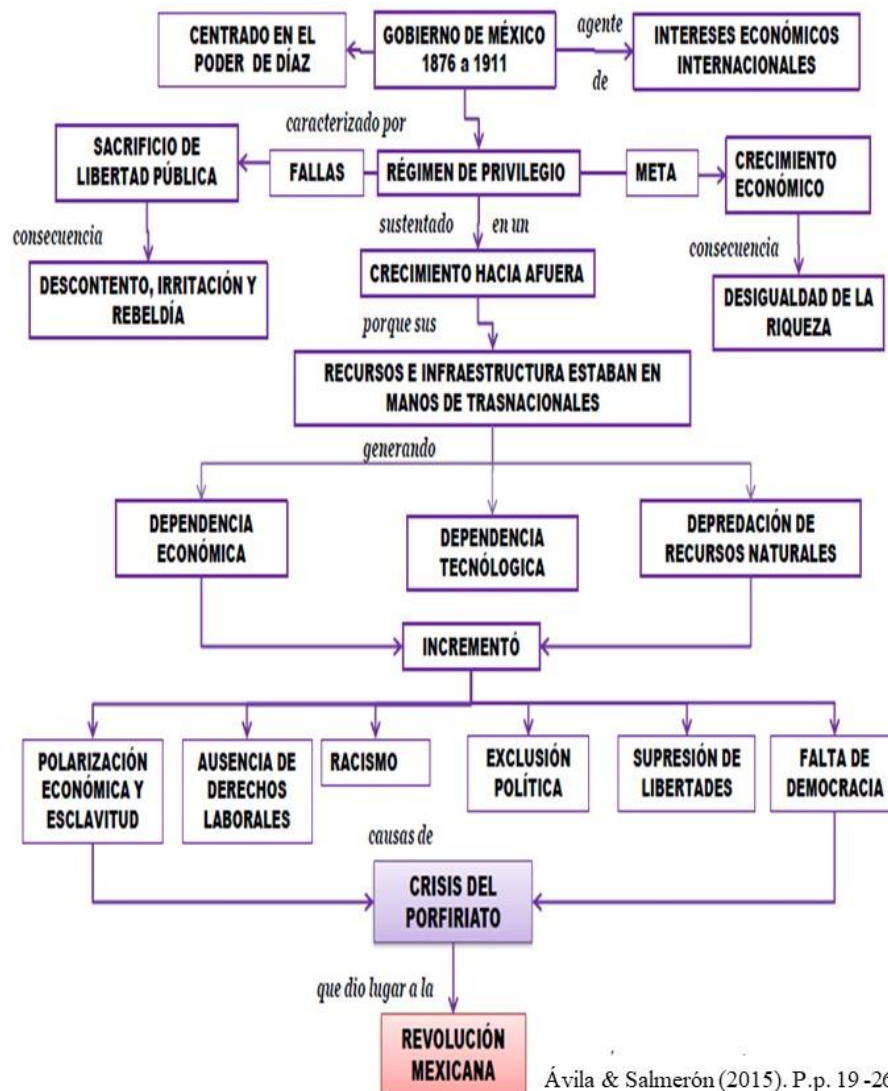 CENTRADO EN EL
PODER DE DÍAZ
GOBIERNO DE MÉXICO
1876 a 1911
agente
de
INTERESES ECONÓMICOS
INTERNACIONALES
caracterizado por
SACRIFICIO DE
LIBERTAD PÚBLICA
FALLAS
RÉGIMEN DE PRIVILEGIO
META
CRECIMIENTO
ECONÓMICO
consecuencia
sustentado en un
consecuencia
DESCONTENTO, IRRITACIÓN Y
REBELDÍA
CRECIMIENTO HACIA AFUERA
DESIGUALDAD DE LA
RIQUEZA
porque sus
RECURSOS E INFRAESTRUCTURA ESTABAN EN
MANOS DE TRASNACIONALES
generando
DEPENDENCIA
ECONÓMICA
DEPENDENCIA
TECNÓLOGICA
DEPREDACIÓN DE
RECURSOS NATURALES
INCREMENTÓ
POLARIZACIÓN
ECONÓMICA Y
ESCLAVITUD
AUSENCIA DE
DERECHOS
LABORALES
RACISMO
EXCLUSIÓN
POLÍTICA
SUPRESIÓN DE
LIBERTADES
FALTA DE
DEMOCRACIA
causas de
CRISIS DEL
PORFIRIATO
que dio lugar a la
REVOLUCIÓN
MEXICANA
Ávila & Salmerón (2015). P.p. 19 -26